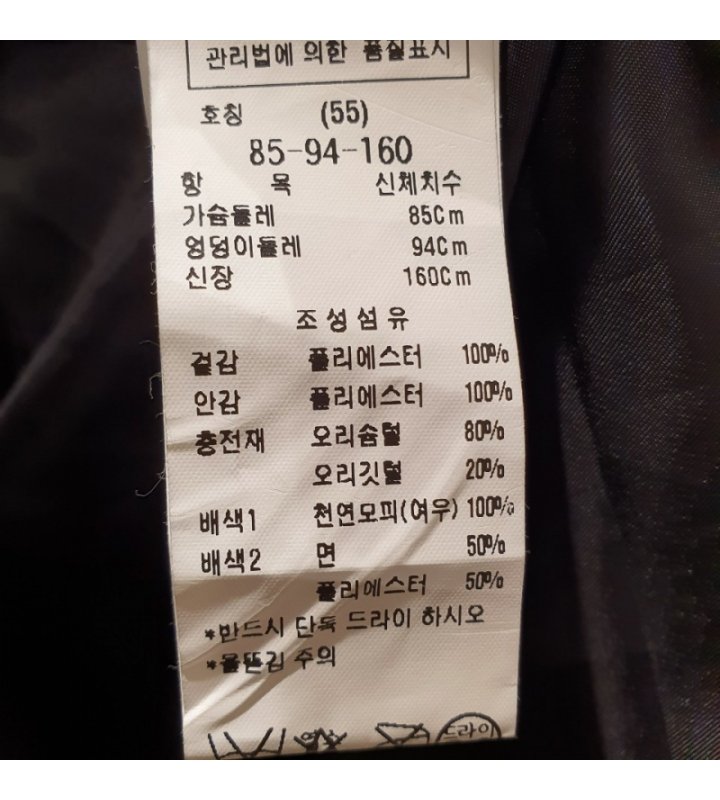 관리법에 의한 품질표시
호칭 (55)
85-94-160
항 목 신체치수
가슴둘레 85Cm
엉덩이둘레 94Cm
신장 160Cm
조성섬유
겉감 폴리에스터 100%
안감 폴리에스터 100%
충전재 오리솜털 80%
오리깃털 20%
배색1 천연모피(여우) 100%
배색2 면 50%
폴리에스터 50%
*반드시 단독 드라이 하시오
*물뜯김 주의
드라이